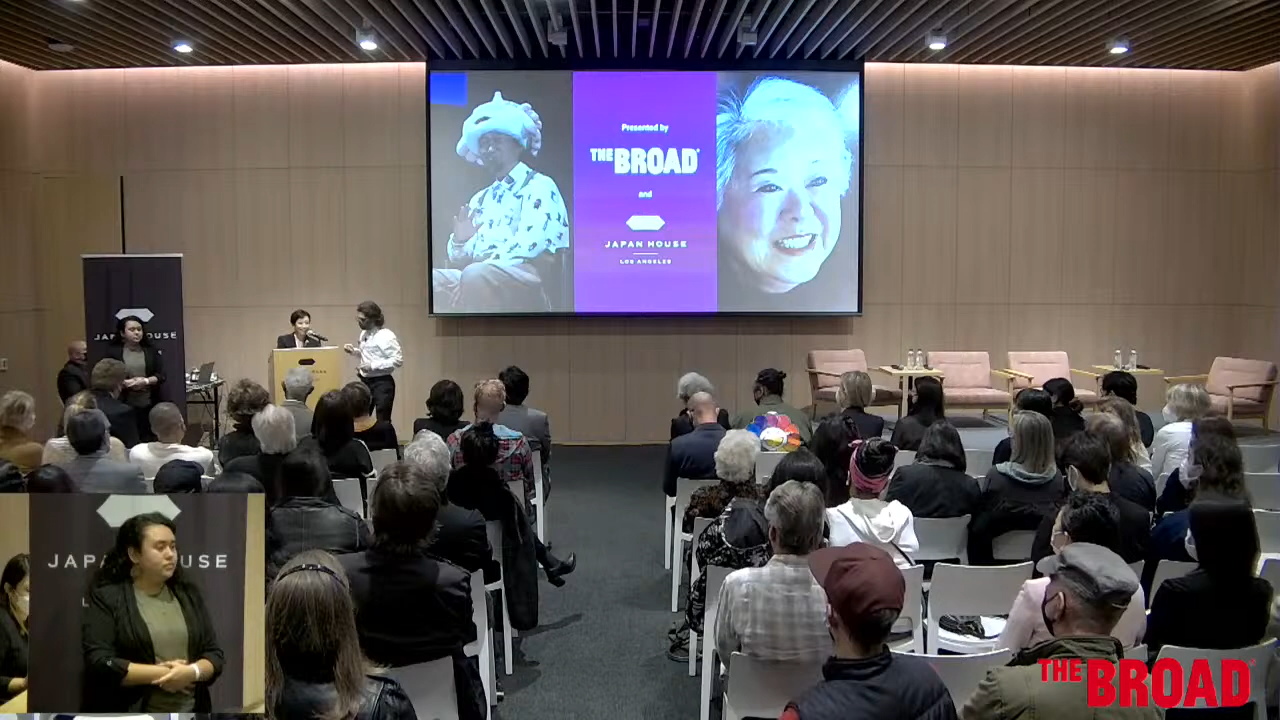 Presented by
THE BROAD
and
JAPAN HOUSE
LOS ANGELES
JAPAN HOUSE
JAPAN HOUSE
THE BROAD